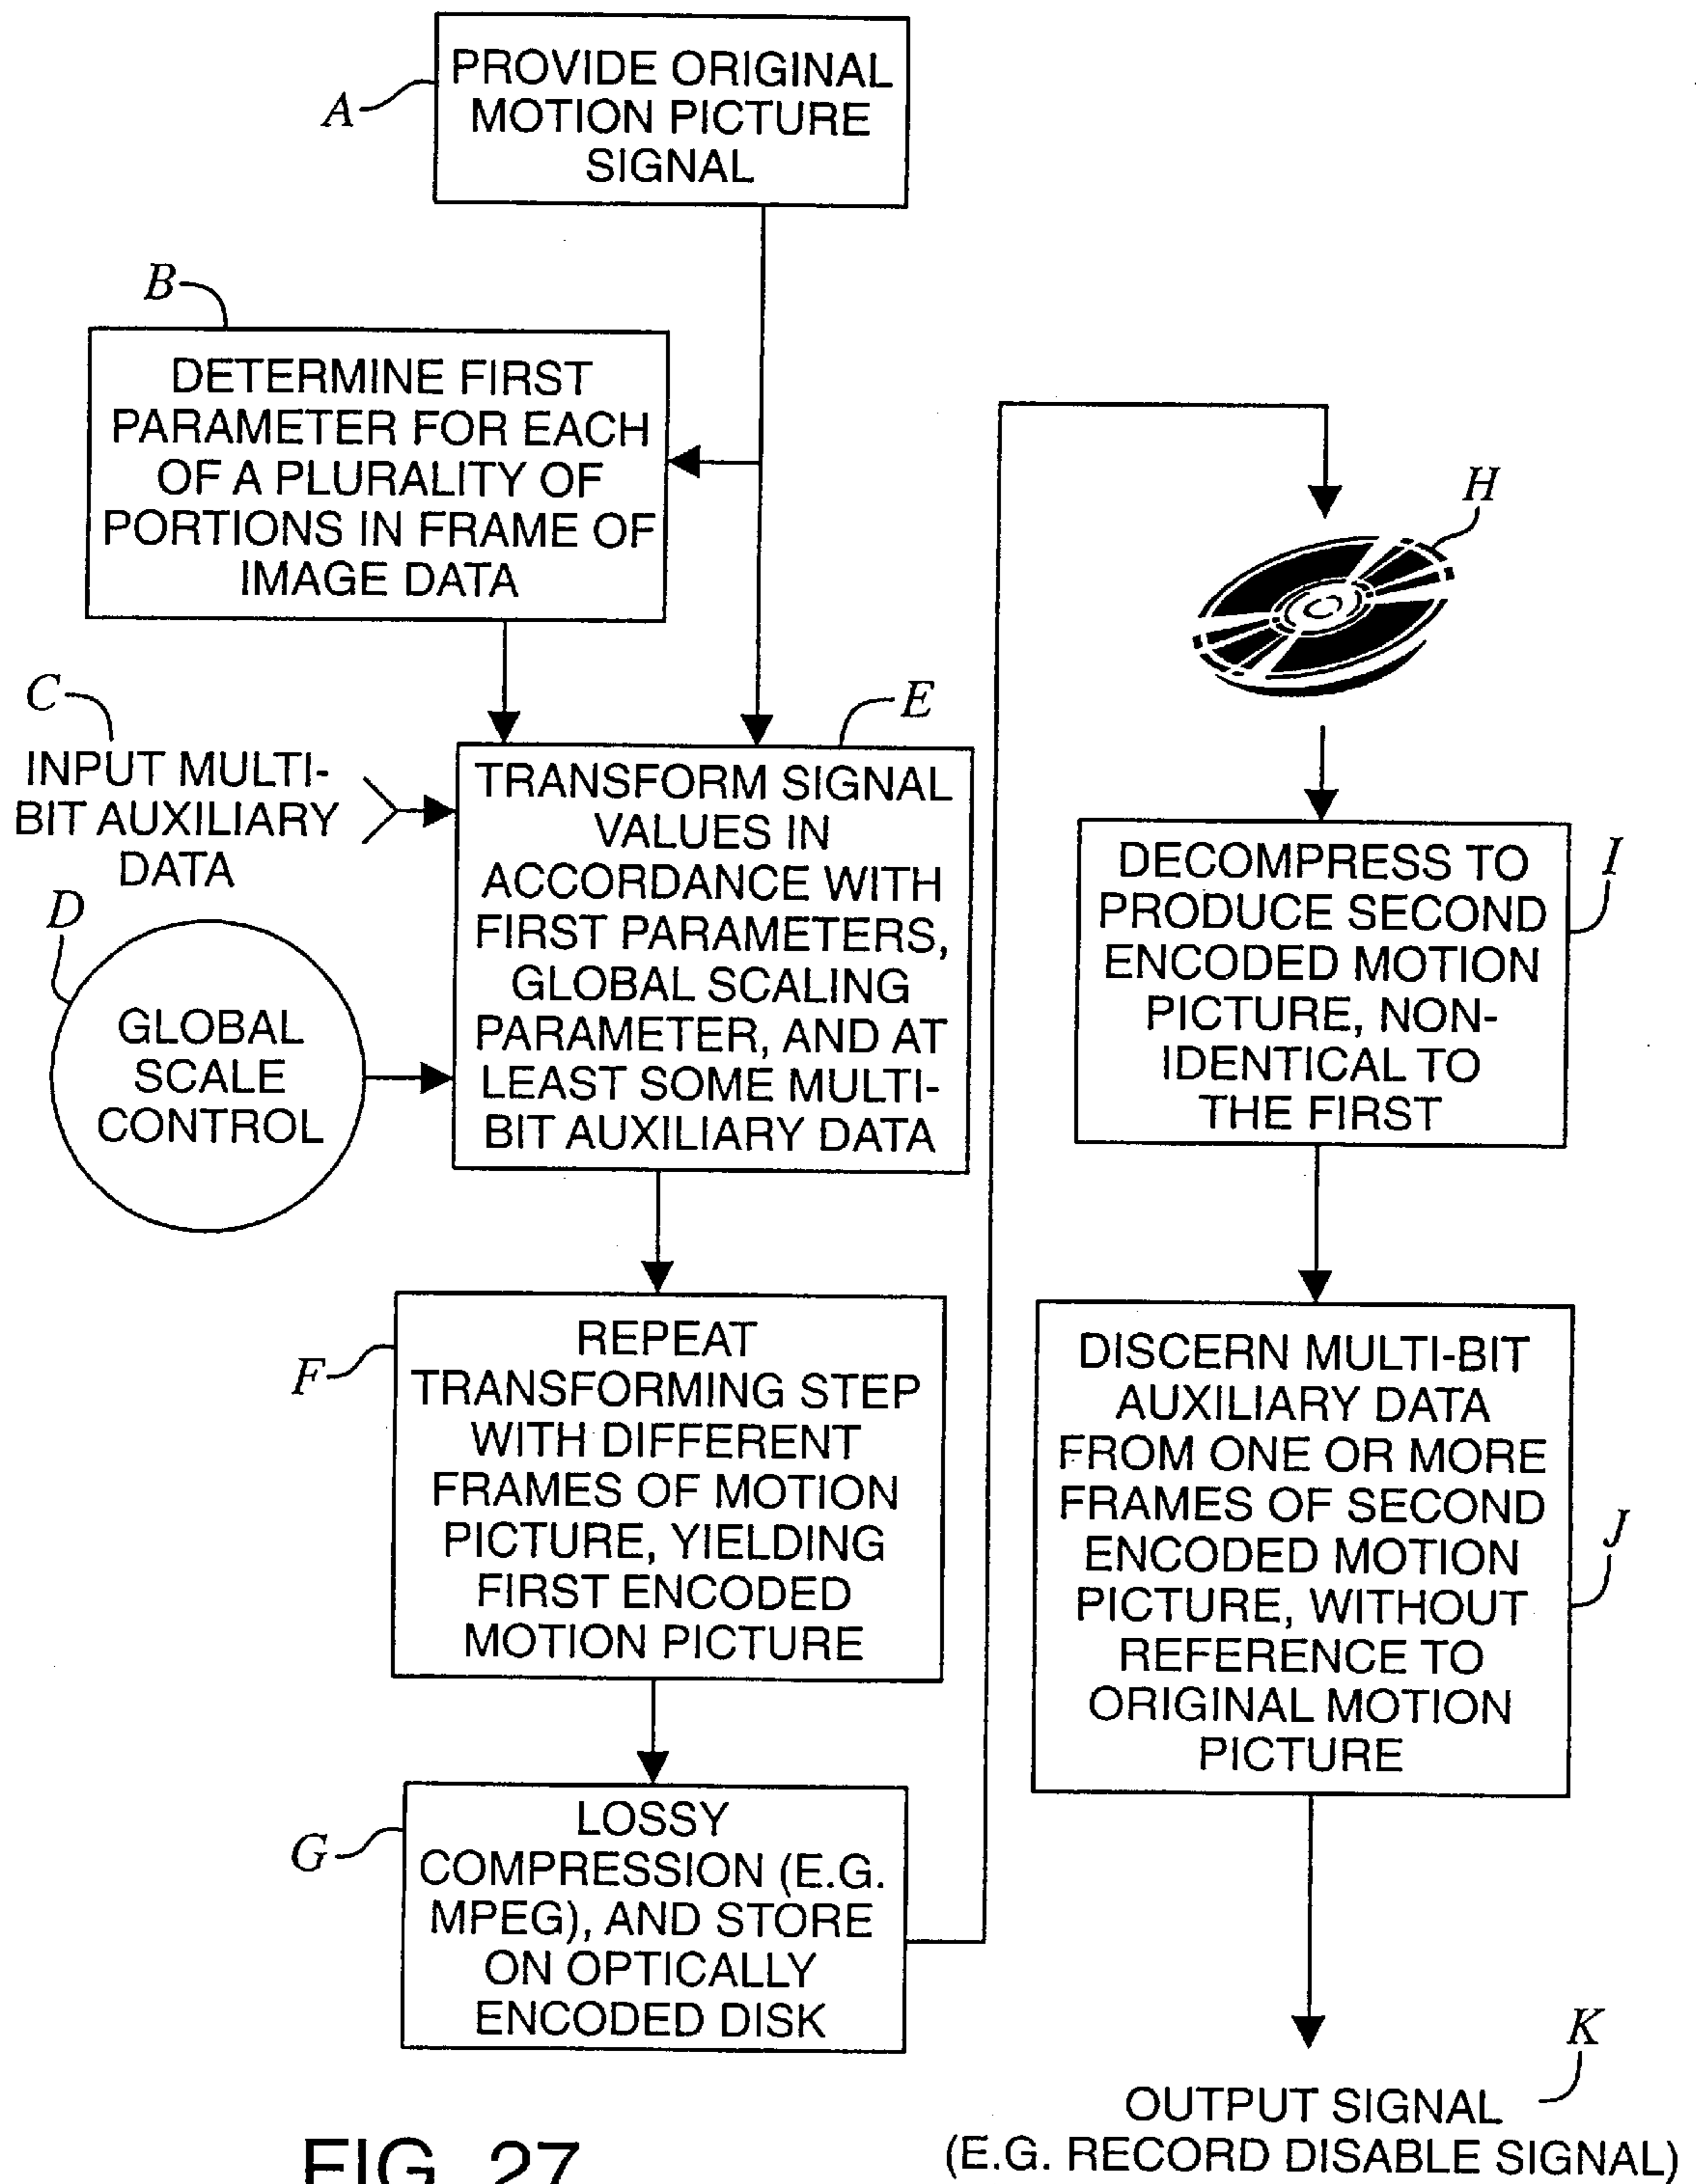 A
PROVIDE ORIGINAL
MOTION PICTURE
SIGNAL
B
DETERMINE FIRST
PARAMETER FOR EACH
OF A PLURALITY OF
PORTIONS IN FRAME OF
IMAGE DATA
C
INPUT MULTI-
BIT AUXILIARY
DATA
D
GLOBAL
SCALE
CONTROL
E
TRANSFORM SIGNAL
VALUES IN
ACCORDANCE WITH
FIRST PARAMETERS,
GLOBAL SCALING
PARAMETER, AND AT
LEAST SOME MULTI-
BIT AUXILIARY DATA
F
REPEAT
TRANSFORMING STEP
WITH DIFFERENT
FRAMES OF MOTION
PICTURE, YIELDING
FIRST ENCODED
MOTION PICTURE
G
LOSSY
COMPRESSION (E.G.
MPEG), AND STORE
ON OPTICALLY
ENCODED DISK
H
I
DECOMPRESS TO
PRODUCE SECOND
ENCODED MOTION
PICTURE, NON-
IDENTICAL TO
THE FIRST
J
DISCERN MULTI-BIT
AUXILIARY DATA
FROM ONE OR MORE
FRAMES OF SECOND
ENCODED MOTION
PICTURE, WITHOUT
REFERENCE TO
ORIGINAL MOTION
PICTURE
K
OUTPUT SIGNAL
(E.G. RECORD DISABLE SIGNAL)
FIG. 27